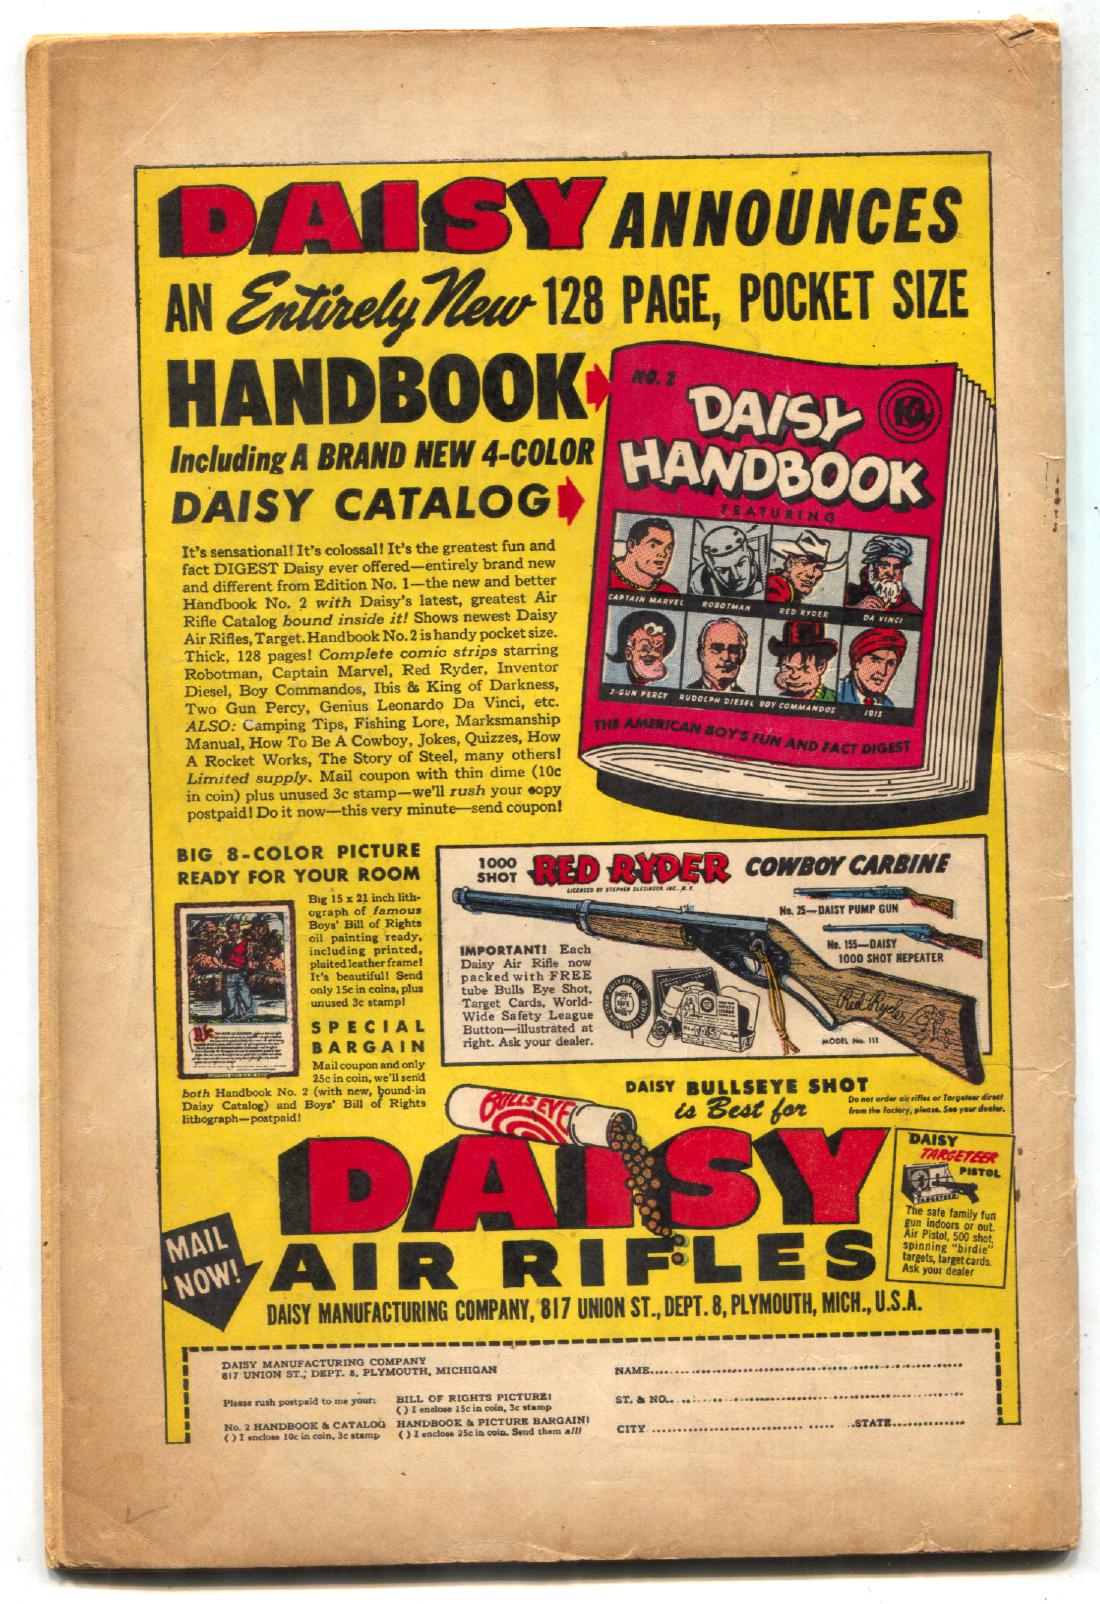 DAISY ANNOUNCES
AN Entirely New 128 PAGE, POCKET SIZE
HANDBOOK
Including A BRAND NEW 4-COLOR
DAISY CATALOG
It's sensational! It's colossal! It's the greatest fun and
fact DIGEST Daisy ever offered—entirely brand new
and different from Edition No. 1—the new and better
Handbook No. 2 with Daisy's latest, greatest Air
Rifle Catalog bound inside it! Shows newest Daisy
Air Rifles, Target. Handbook No. 2 is handy pocket size.
Thick, 128 pages! Complete comic strips starring
Robotman, Captain Marvel, Red Ryder, Inventor
Diesel, Boy Commandos, Ibis & King of Darkness,
Two Gun Percy, Genius Leonardo Da Vinci, etc.
ALSO: Camping Tips, Fishing Lore, Marksmanship
Manual, How To Be A Cowboy, Jokes, Quizzes, How
A Rocket Works, The Story of Steel, many others!
Limited supply. Mail coupon with thin dime (10c
in coin) plus unused 3c stamp—we'll rush your copy
postpaid! Do it now—this very minute—send coupon!
NO. 2
10¢
DAISY
HANDBOOK
FEATURING
CAPTAIN MARVEL ROBOTMAN RED RYDER DA VINCI
2-GUN PERCY RUDOLPH DIESEL BOY COMMANDOS IBIS
THE AMERICAN BOY'S FUN AND FACT DIGEST
BIG 8-COLOR PICTURE
READY FOR YOUR ROOM
Big 15 x 21 inch lith-
ograph of famous
Boys' Bill of Rights
oil painting ready,
including printed,
plaited leather frame!
It's beautiful! Send
only 15c in coins, plus
unused 3c stamp!
SPECIAL
BARGAIN
Mail coupon and only
25c in coin, we'll send
both Handbook No. 2 (with new, bound-in
Daisy Catalog) and Boys' Bill of Rights
lithograph—postpaid!
1000
SHOT
RED RYDER COWBOY CARBINE
LICENSED BY STEPHEN SLESINGER INC., N.Y.
No. 25—DAISY PUMP GUN
No. 155—DAISY
1000 SHOT REPEATER
IMPORTANT! Each
Daisy Air Rifle now
packed with FREE
tube Bulls Eye Shot,
Target Cards, World-
Wide Safety League
Button—illustrated at
right. Ask your dealer.
Red Ryder
MODEL No. 111
DAISY BULLSEYE SHOT
is Best for
Do not order air rifles or Targeteer direct
from the factory, please. See your dealer.
BULLS EYE
DAISY
AIR RIFLES
DAISY
TARGETEER
PISTOL
TARGETEER
The safe family fun
gun indoors or out.
Air Pistol, 500 shot,
spinning "birdie"
targets, target cards.
Ask your dealer
MAIL
NOW!
DAISY MANUFACTURING COMPANY, 817 UNION ST., DEPT. 8, PLYMOUTH, MICH., U.S.A.
DAISY MANUFACTURING COMPANY
817 UNION ST., DEPT. 8, PLYMOUTH, MICHIGAN
Please rush postpaid to me your:
BILL OF RIGHTS PICTURE!
( ) I enclose 15c in coin, 3c stamp
No. 2 HANDBOOK & CATALOG
( ) I enclose 10c in coin, 3c stamp
HANDBOOK & PICTURE BARGAIN!
( ) I enclose 25c in coin. Send them all!
NAME
ST. & NO.
CITY STATE